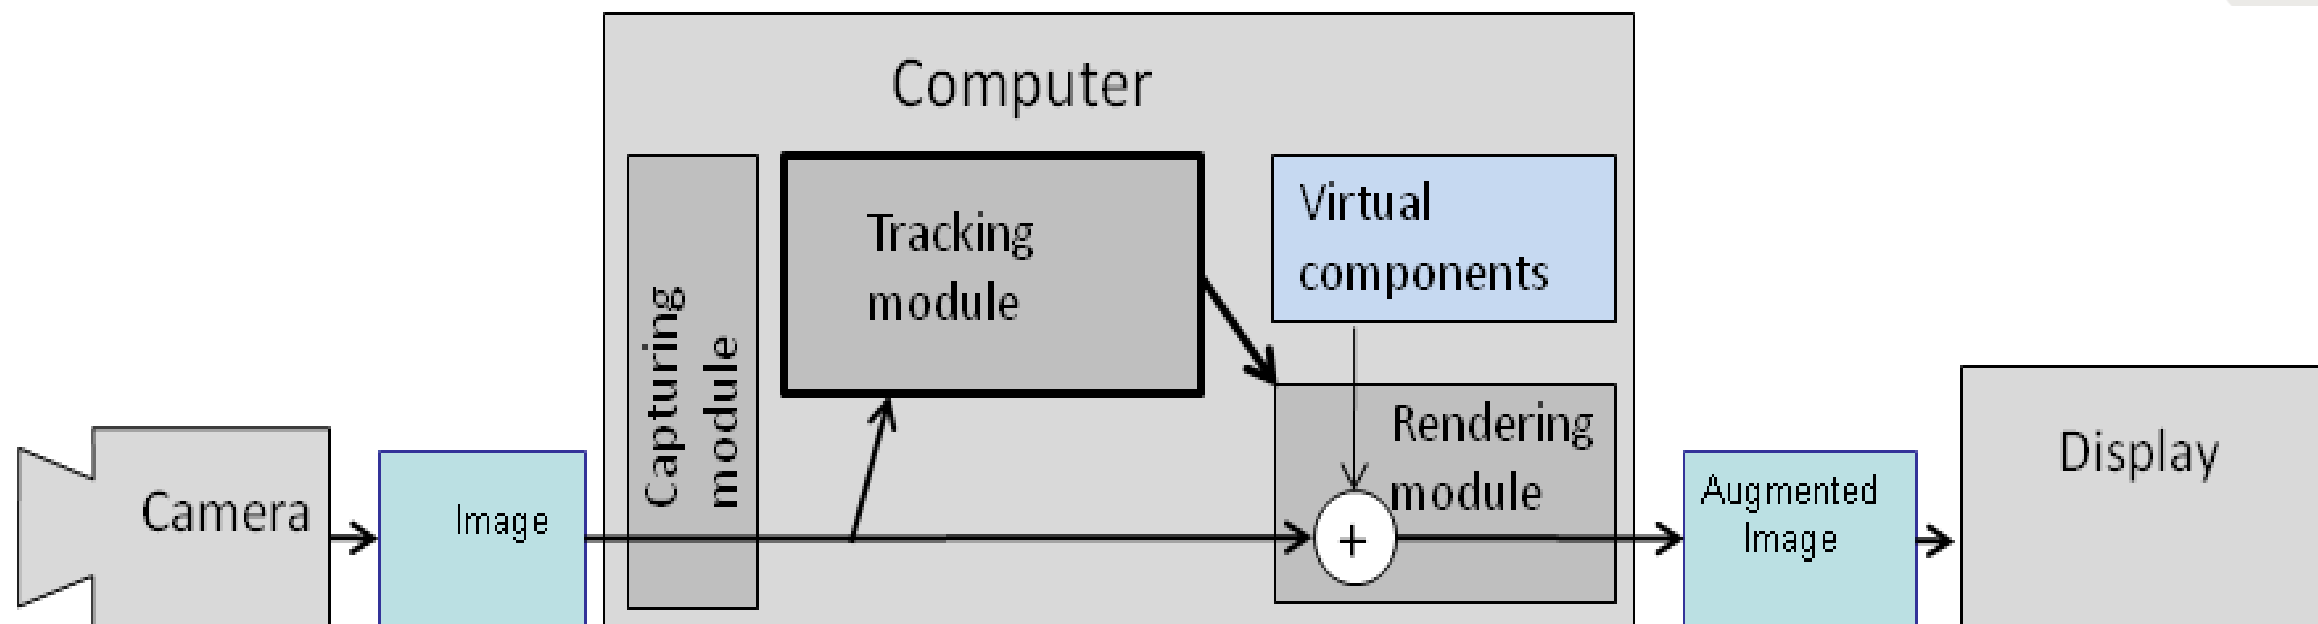 Computer
Camera
Image
Capturing
module
Tracking
module
Virtual
components
Rendering
module
+
Augmented
Image
Display